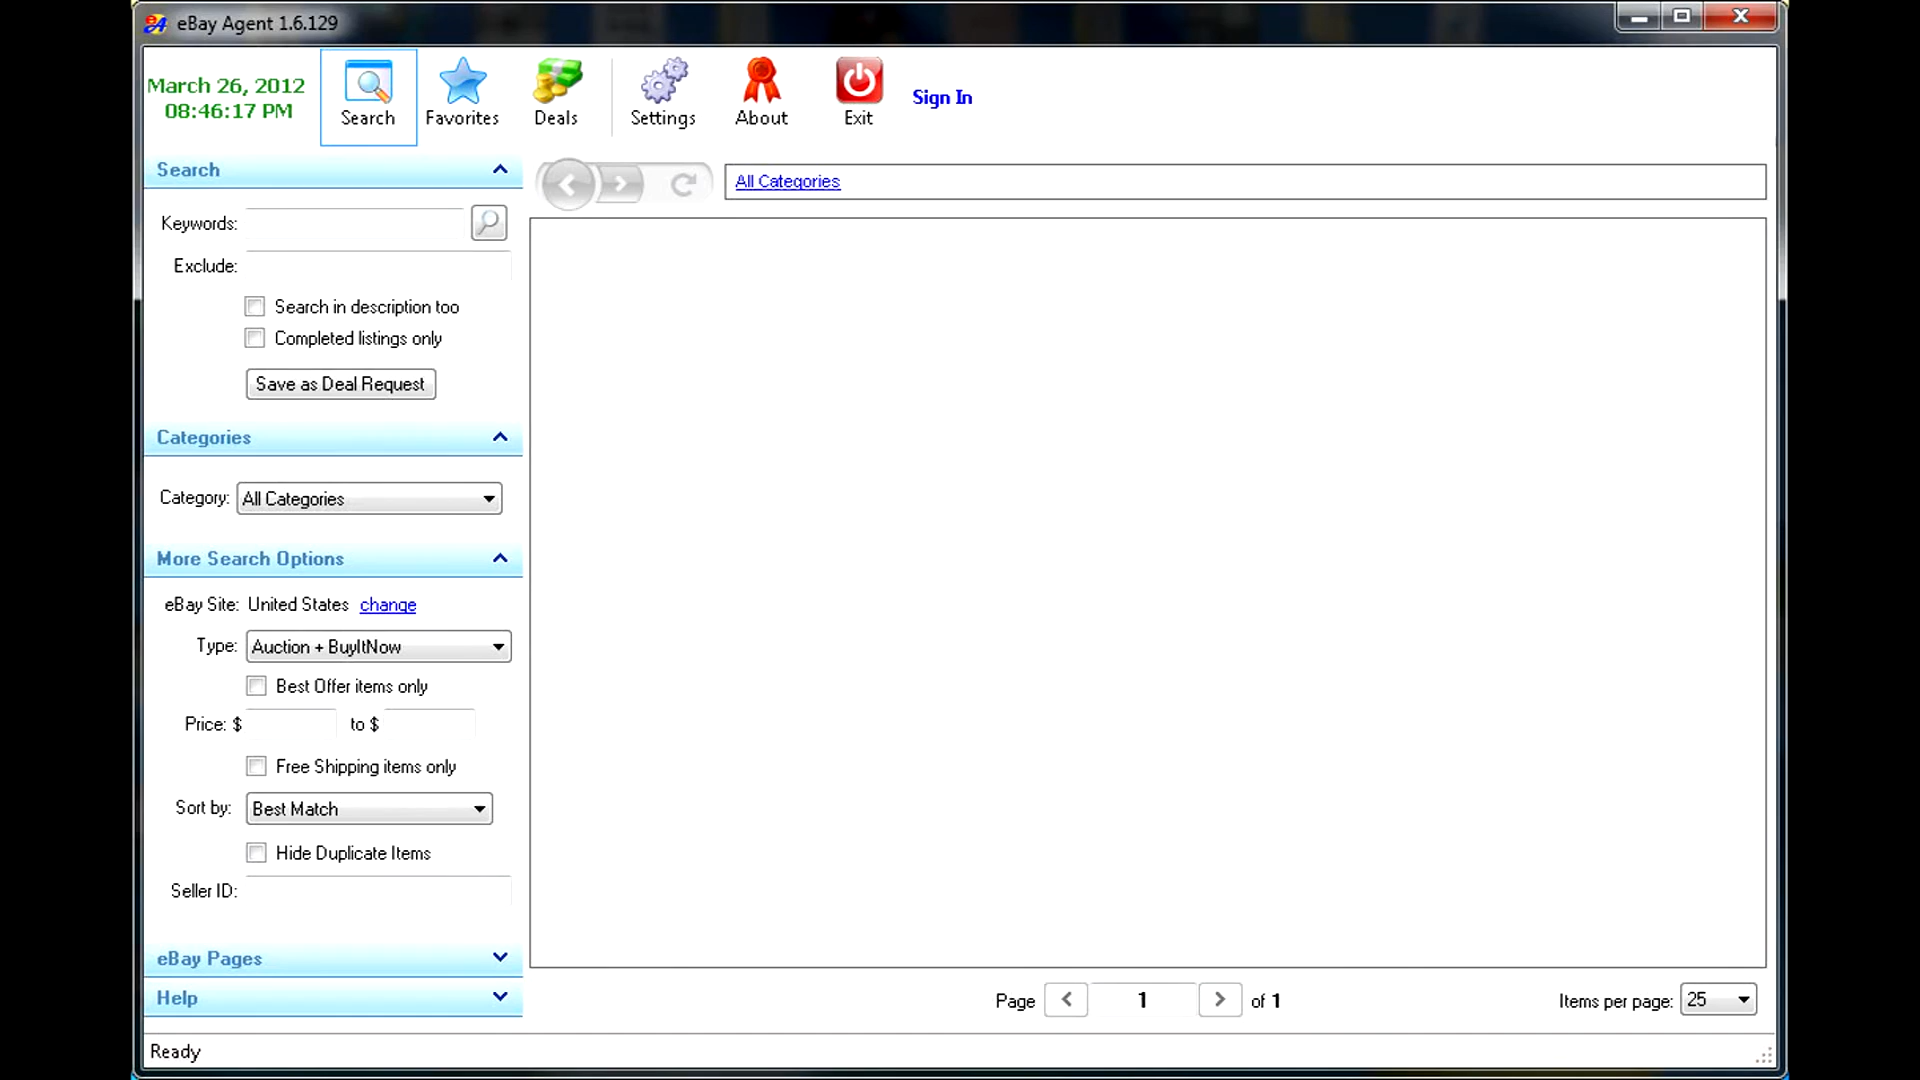 eBay Agent 1.6.129
March 26, 2012
08:46:17 PM
Search
Favorites
Deals
Settings
About
Exit
Sign In
Search
All Categories
Keywords:
Exclude:
Search in description too
Completed listings only
Save as Deal Request
Categories
Category: All Categories
More Search Options
eBay Site: United States change
Type: Auction + BuyItNow
Best Offer items only
Price: $ to $
Free Shipping items only
Sort by: Best Match
Hide Duplicate Items
Seller ID:
eBay Pages
Help
Page 1 of 1
Items per page: 25
Ready